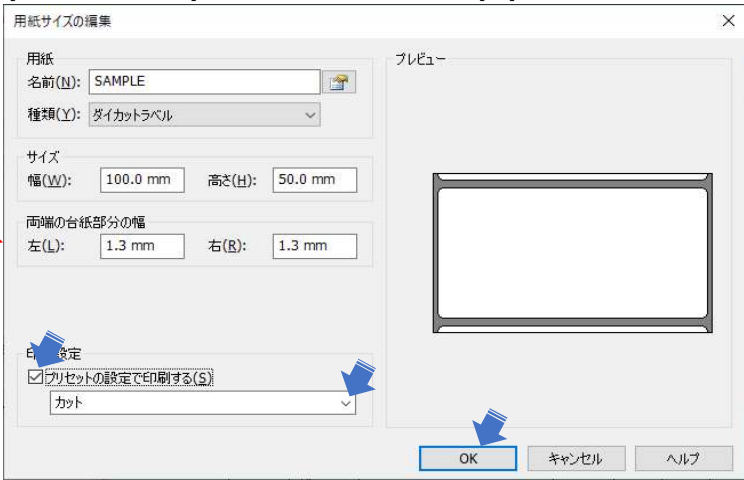 用紙サイズの編集
用紙
名前(N): SAMPLE
種類(Y): ダイカットラベル
サイズ
幅(W): 100.0 mm 高さ(H): 50.0 mm
両端の台紙部分の幅
左(L): 1.3 mm 右(R): 1.3 mm
設定
プリセットの設定で印刷する(S)
カット
プレビュー
OK キャンセル ヘルプ